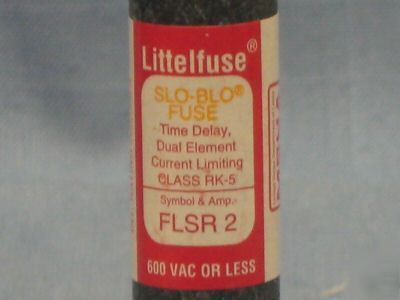 Littelfuse®
SLO-BLO®
FUSE
Time Delay,
Dual Element
Current Limiting
CLASS RK-5
Symbol & Amp.
FLSR 2
600 VAC OR LESS